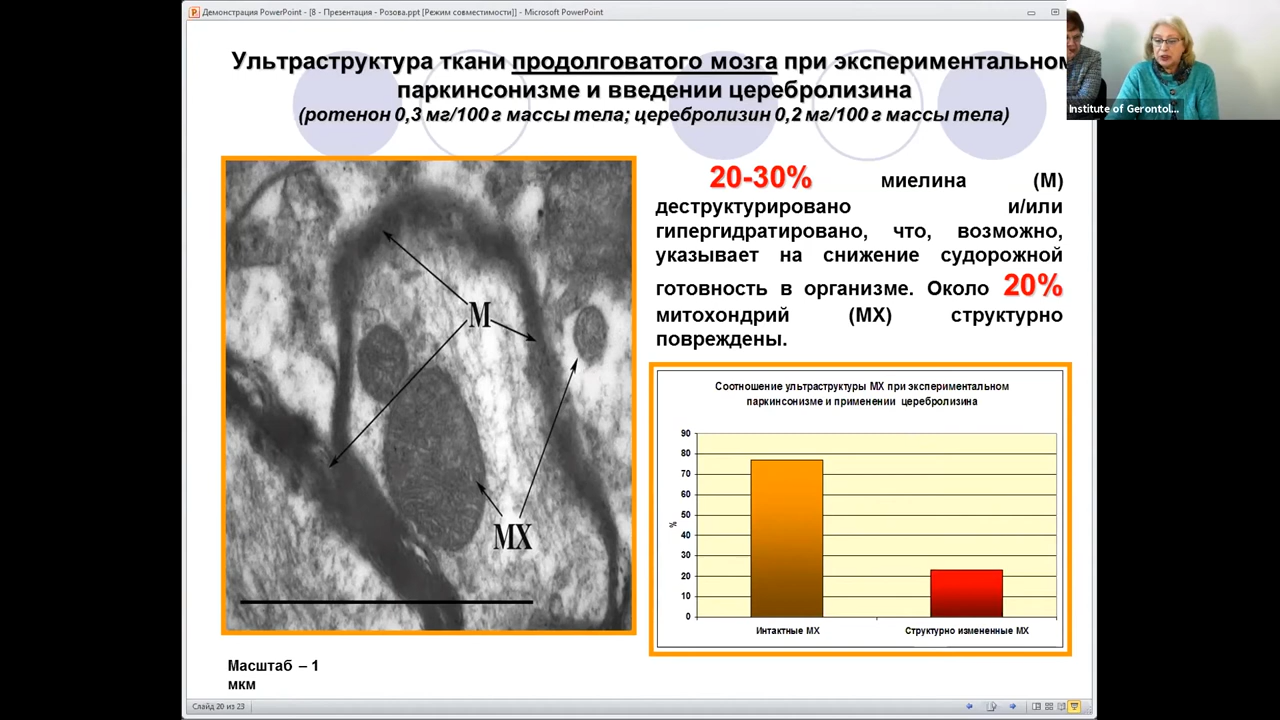 Демонстрация PowerPoint - [8 - Презентация - Розова.ppt [Режим совместимости]] - Microsoft PowerPoint
Institute of Gerontol...
Ультраструктура ткани продолговатого мозга при экспериментальном
паркинсонизме и введении церебролизина
(ротенон 0,3 мг/100 г массы тела; церебролизин 0,2 мг/100 г массы тела)
М
МХ
Масштаб – 1
мкм
20-30% миелина (М)
деструктурировано и/или
гипергидратировано, что, возможно,
указывает на снижение судорожной
готовность в организме. Около 20%
митохондрий (МХ) структурно
повреждены.
Соотношение ультраструктуры МХ при экспериментальном
паркинсонизме и применении церебролизина
%
90
80
70
60
50
40
30
20
10
0
Интактные МХ
Структурно измененные МХ
Слайд 20 из 23